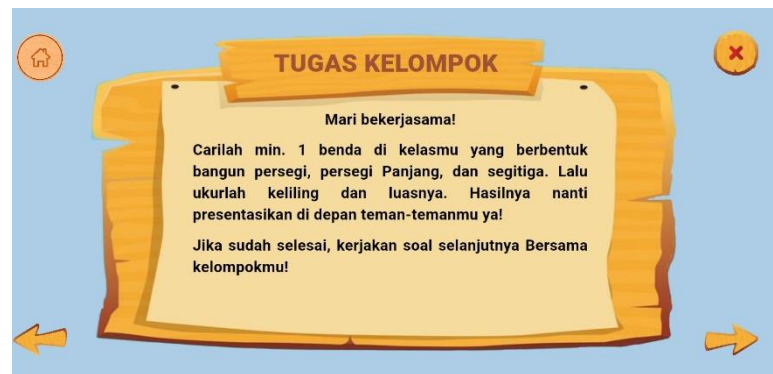 TUGAS KELOMPOK
Mari bekerjasama!
Carilah min. 1 benda di kelasmu yang berbentuk
bangun persegi, persegi Panjang, dan segitiga. Lalu
ukurlah keliling dan luasnya. Hasilnya nanti
presentasikan di depan teman-temanmu ya!
Jika sudah selesai, kerjakan soal selanjutnya Bersama
kelompokmu!